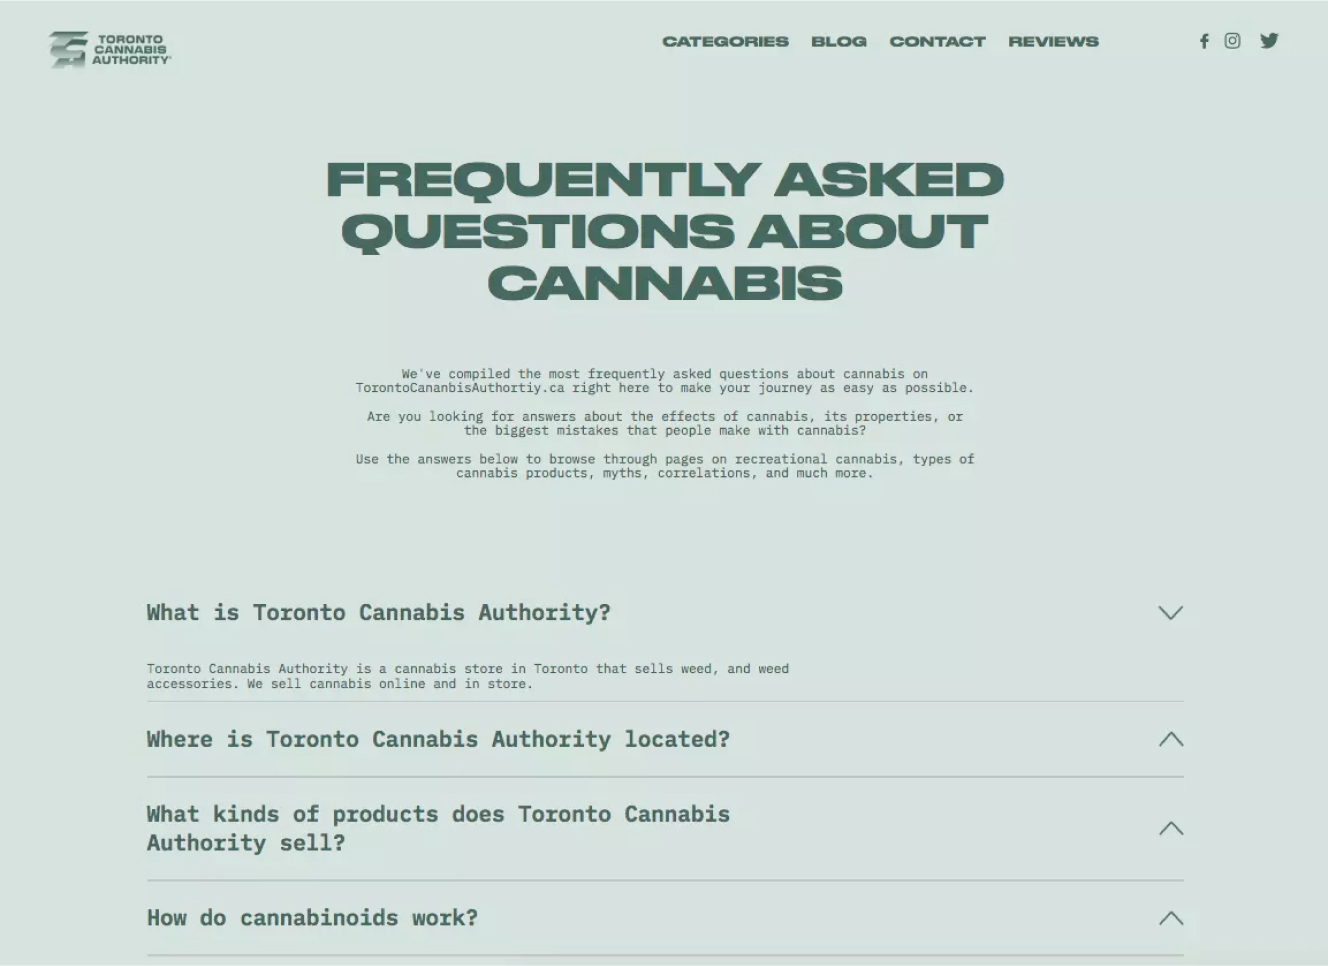 TORONTO
CANNABIS
AUTHORITY
CATEGORIES BLOG CONTACT REVIEWS
FREQUENTLY ASKED
QUESTIONS ABOUT
CANNABIS
We've compiled the most frequently asked questions about cannabis on
TorontoCananbisAuthortiy.ca right here to make your journey as easy as possible.
Are you looking for answers about the effects of cannabis, its properties, or
the biggest mistakes that people make with cannabis?
Use the answers below to browse through pages on recreational cannabis, types of
cannabis products, myths, correlations, and much more.
What is Toronto Cannabis Authority?
Toronto Cannabis Authority is a cannabis store in Toronto that sells weed, and weed
accessories. We sell cannabis online and in store.
Where is Toronto Cannabis Authority located?
What kinds of products does Toronto Cannabis
Authority sell?
How do cannabinoids work?